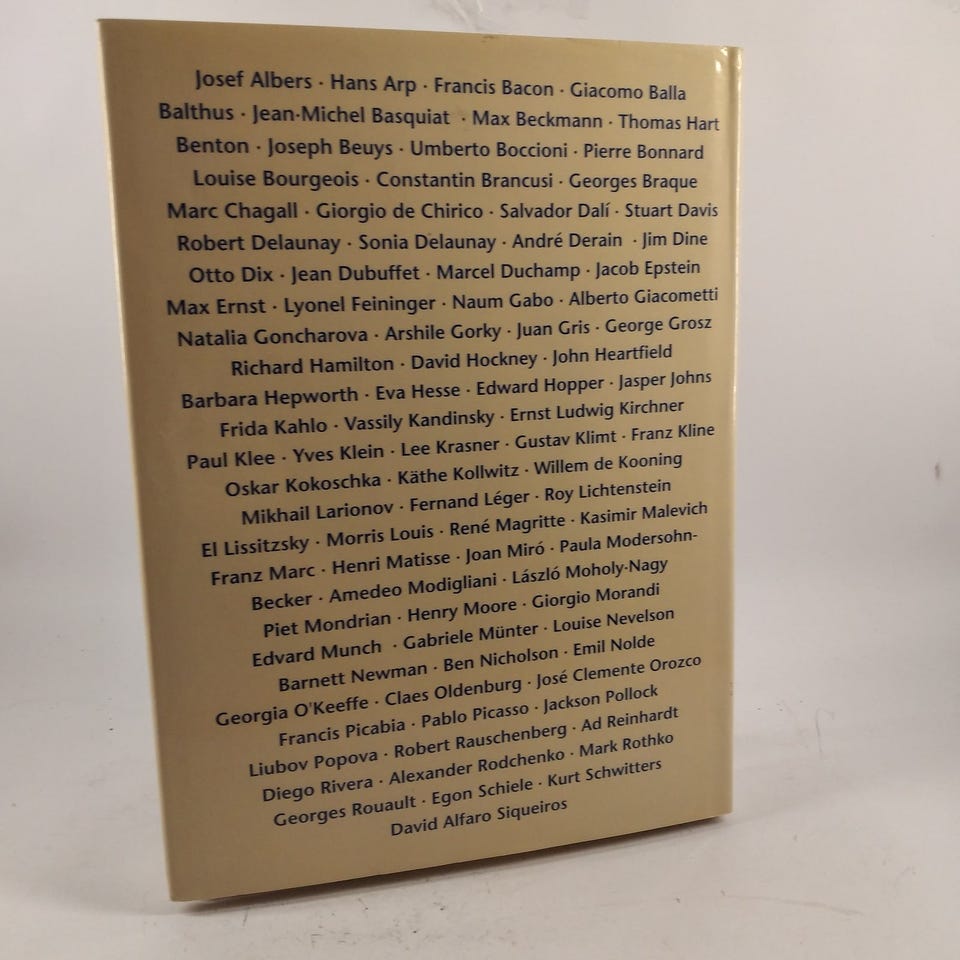 Josef Albers · Hans Arp · Francis Bacon · Giacomo Balla
Balthus · Jean-Michel Basquiat · Max Beckmann · Thomas Hart
Benton · Joseph Beuys · Umberto Boccioni · Pierre Bonnard
Louise Bourgeois · Constantin Brancusi · Georges Braque
Marc Chagall · Giorgio de Chirico · Salvador Dalí · Stuart Davis
Robert Delaunay · Sonia Delaunay · André Derain · Jim Dine
Otto Dix · Jean Dubuffet · Marcel Duchamp · Jacob Epstein
Max Ernst · Lyonel Feininger · Naum Gabo · Alberto Giacometti
Natalia Goncharova · Arshile Gorky · Juan Gris · George Grosz
Richard Hamilton · David Hockney · John Heartfield
Barbara Hepworth · Eva Hesse · Edward Hopper · Jasper Johns
Frida Kahlo · Vassily Kandinsky · Ernst Ludwig Kirchner
Paul Klee · Yves Klein · Lee Krasner · Gustav Klimt · Franz Kline
Oskar Kokoschka · Käthe Kollwitz · Willem de Kooning
Mikhail Larionov · Fernand Léger · Roy Lichtenstein
El Lissitzsky · Morris Louis · René Magritte · Kasimir Malevich
Franz Marc · Henri Matisse · Joan Miró · Paula Modersohn-
Becker · Amedeo Modigliani · László Moholy-Nagy
Piet Mondrian · Henry Moore · Giorgio Morandi
Edvard Munch · Gabriele Münter · Louise Nevelson
Barnett Newman · Ben Nicholson · Emil Nolde
Georgia O'Keeffe · Claes Oldenburg · José Clemente Orozco
Francis Picabia · Pablo Picasso · Jackson Pollock
Liubov Popova · Robert Rauschenberg · Ad Reinhardt
Diego Rivera · Alexander Rodchenko · Mark Rothko
Georges Rouault · Egon Schiele · Kurt Schwitters
David Alfaro Siqueiros